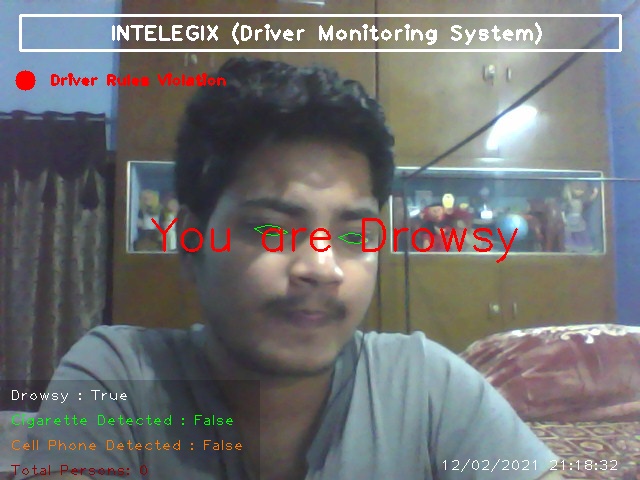 INTELEGIX (Driver Monitoring System)
Driver Rules Violation
You are Drowsy
Drowsy : True
Cigarette Detected : False
Cell Phone Detected : False
Total Persons: 0
12/02/2021 21:18:32